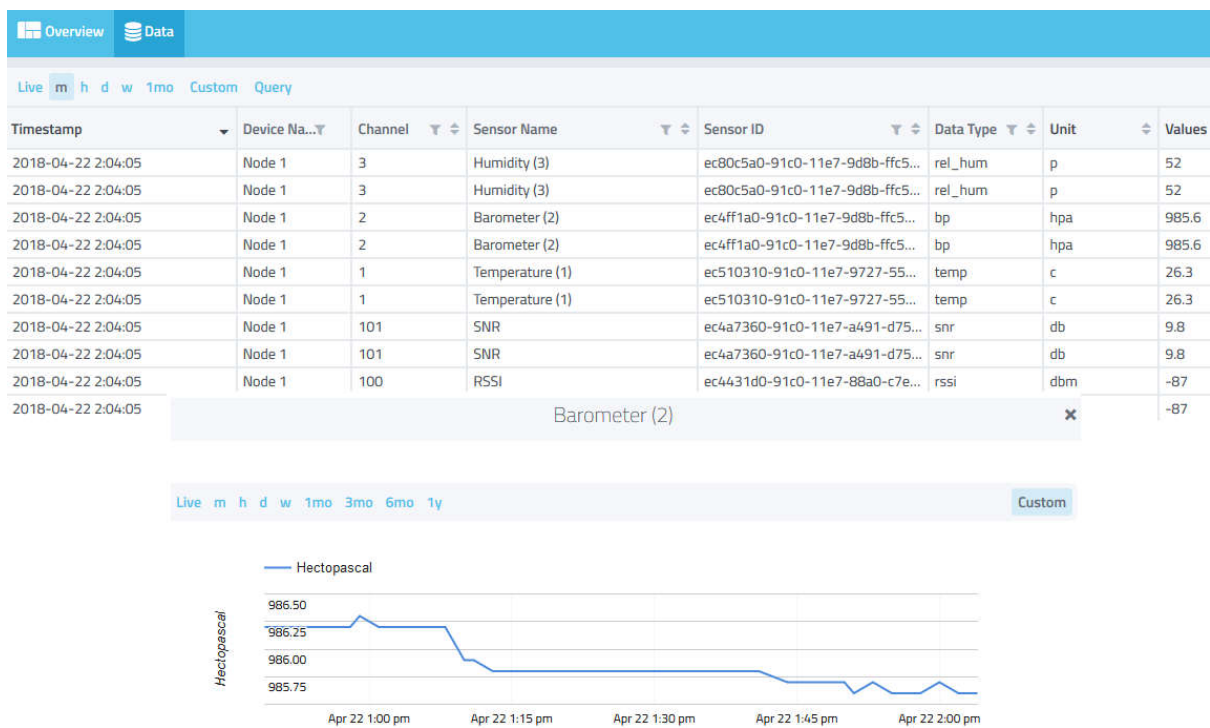 Overview Data
Live m h d w 1mo Custom Query
Timestamp Device Na... Channel Sensor Name Sensor ID Data Type Unit Values
2018-04-22 2:04:05 Node 1 3 Humidity (3) ec80c5a0-91c0-11e7-9d8b-ffc5... rel_hum p 52
2018-04-22 2:04:05 Node 1 3 Humidity (3) ec80c5a0-91c0-11e7-9d8b-ffc5... rel_hum p 52
2018-04-22 2:04:05 Node 1 2 Barometer (2) ec4ff1a0-91c0-11e7-9d8b-ffc5... bp hpa 985.6
2018-04-22 2:04:05 Node 1 2 Barometer (2) ec4ff1a0-91c0-11e7-9d8b-ffc5... bp hpa 985.6
2018-04-22 2:04:05 Node 1 1 Temperature (1) ec510310-91c0-11e7-9727-55... temp c 26.3
2018-04-22 2:04:05 Node 1 1 Temperature (1) ec510310-91c0-11e7-9727-55... temp c 26.3
2018-04-22 2:04:05 Node 1 101 SNR ec4a7360-91c0-11e7-a491-d75... snr db 9.8
2018-04-22 2:04:05 Node 1 101 SNR ec4a7360-91c0-11e7-a491-d75... snr db 9.8
2018-04-22 2:04:05 Node 1 100 RSSI ec4431d0-91c0-11e7-88a0-c7e... rssi dbm -87
2018-04-22 2:04:05 -87
Barometer (2)
Live m h d w 1mo 3mo 6mo 1y Custom
Hectopascal
Hectopascal
986.50
986.25
986.00
985.75
Apr 22 1:00 pm Apr 22 1:15 pm Apr 22 1:30 pm Apr 22 1:45 pm Apr 22 2:00 pm